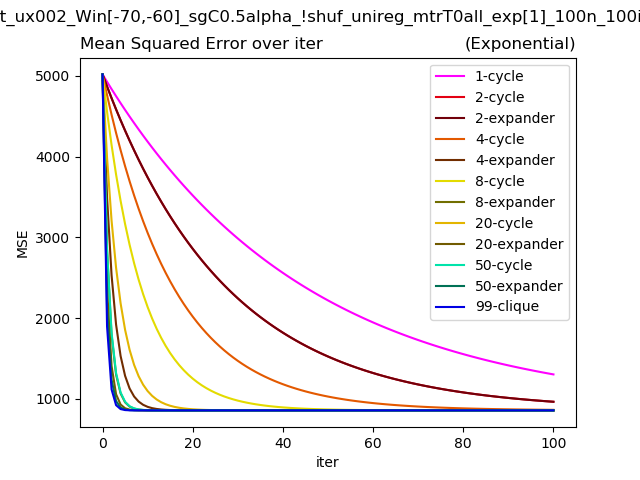 t_ux002_Win[-70,-60]_sgC0.5alpha_!shuf_unireg_mtrT0all_exp[1]_100n_100i
Mean Squared Error over iter (Exponential)
5000
4000
3000
2000
1000
MSE
0 20 40 60 80 100
iter
1-cycle
2-cycle
2-expander
4-cycle
4-expander
8-cycle
8-expander
20-cycle
20-expander
50-cycle
50-expander
99-clique